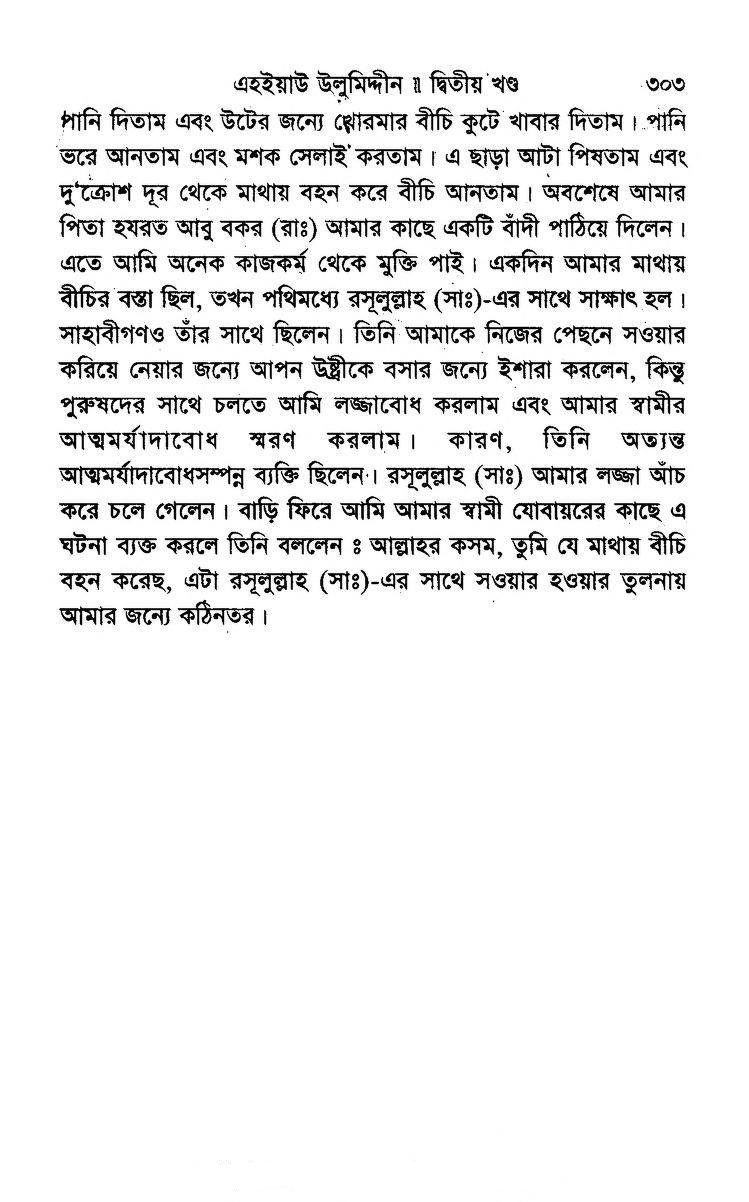 এহইয়াউ উলুমিদ্দীন ॥ দ্বিতীয় খণ্ড ৩০৩
পানি দিতাম এবং উটের জন্যে খোরমার বীচি কুটে খাবার দিতাম। পানি
ভরে আনতাম এবং মশক সেলাই করতাম। এ ছাড়া আটা পিষতাম এবং
দু'ক্রোশ দূর থেকে মাথায় বহন করে বীচি আনতাম। অবশেষে আমার
পিতা হযরত আবু বকর (রাঃ) আমার কাছে একটি বাঁদী পাঠিয়ে দিলেন।
এতে আমি অনেক কাজকর্ম থেকে মুক্তি পাই। একদিন আমার মাথায়
বীচির বস্তা ছিল, তখন পথিমধ্যে রসূলুল্লাহ (সাঃ)-এর সাথে সাক্ষাৎ হল।
সাহাবীগণও তাঁর সাথে ছিলেন। তিনি আমাকে নিজের পেছনে সওয়ার
করিয়ে নেয়ার জন্যে আপন উষ্ট্রীকে বসার জন্যে ইশারা করলেন, কিন্তু
পুরুষদের সাথে চলতে আমি লজ্জাবোধ করলাম এবং আমার স্বামীর
আত্মমর্যাদাবোধ স্মরণ করলাম। কারণ, তিনি অত্যন্ত
আত্মমর্যাদাবোধসম্পন্ন ব্যক্তি ছিলেন। রসূলুল্লাহ (সাঃ) আমার লজ্জা আঁচ
করে চলে গেলেন। বাড়ি ফিরে আমি আমার স্বামী যোবায়রের কাছে এ
ঘটনা ব্যক্ত করলে তিনি বললেন ঃ আল্লাহর কসম, তুমি যে মাথায় বীচি
বহন করেছ, এটা রসূলুল্লাহ (সাঃ)-এর সাথে সওয়ার হওয়ার তুলনায়
আমার জন্যে কঠিনতর।